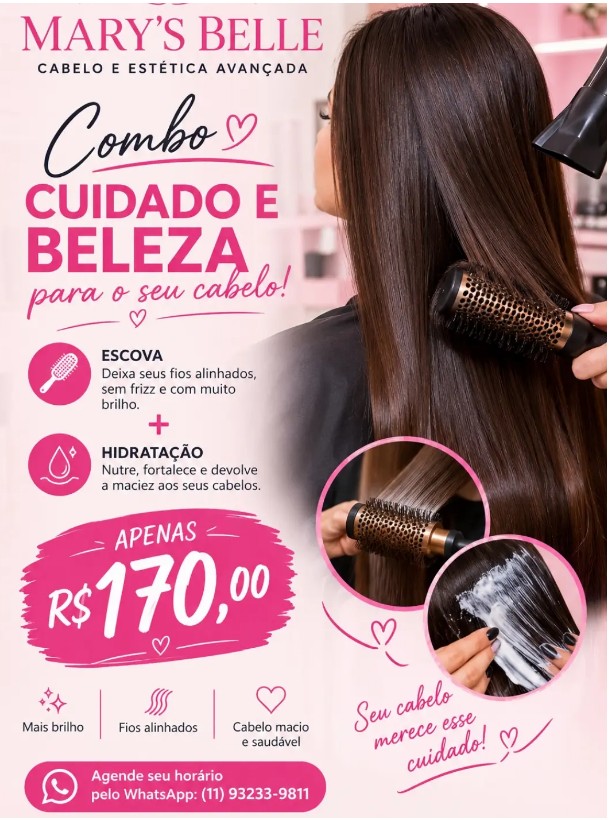 MARY'S BELLE
CABELO E ESTÉTICA AVANÇADA
Combo
CUIDADO E
BELEZA
para o seu cabelo!
ESCOVA
Deixa seus fios alinhados,
sem frizz e com muito
brilho.
+
HIDRATAÇÃO
Nutre, fortalece e devolve
a maciez aos seus cabelos.
APENAS
R$170,00
Mais brilho
Fios alinhados
Cabelo macio
e saudável
Seu cabelo
merece esse
cuidado!
Agende seu horário
pelo WhatsApp: (11) 93233-9811